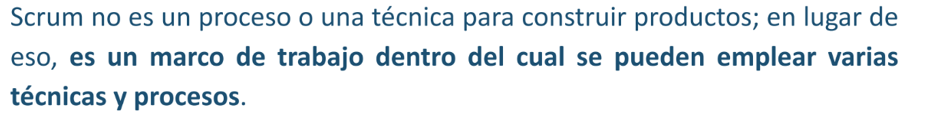 Scrum no es un proceso o una técnica para construir productos; en lugar de
eso, es un marco de trabajo dentro del cual se pueden emplear varias
técnicas y procesos.